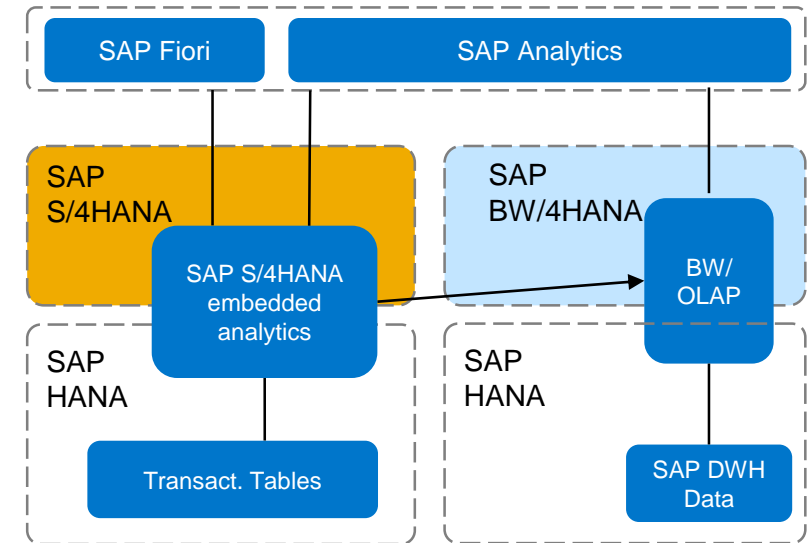 SAP Fiori
SAP Analytics
SAP
S/4HANA
SAP
BW/4HANA
SAP S/4HANA
embedded
analytics
BW/
OLAP
SAP
HANA
SAP
HANA
Transact. Tables
SAP DWH
Data